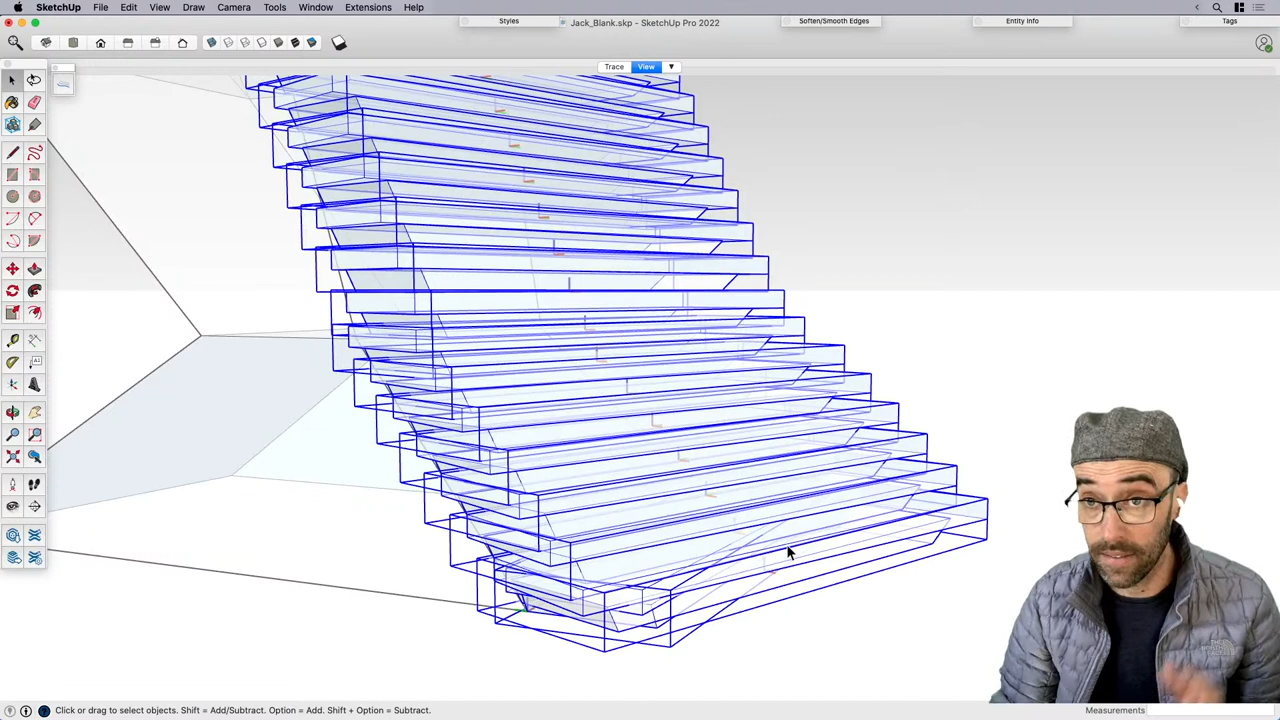 SketchUp File Edit View Draw Camera Tools Window Extensions Help
Styles
Jack_Blank.skp - SketchUp Pro 2022
Soften/Smooth Edges
Entity Info
Tags
Trace View
Click or drag to select objects. Shift = Add/Subtract. Option = Add. Shift + Option = Subtract.
Measurements